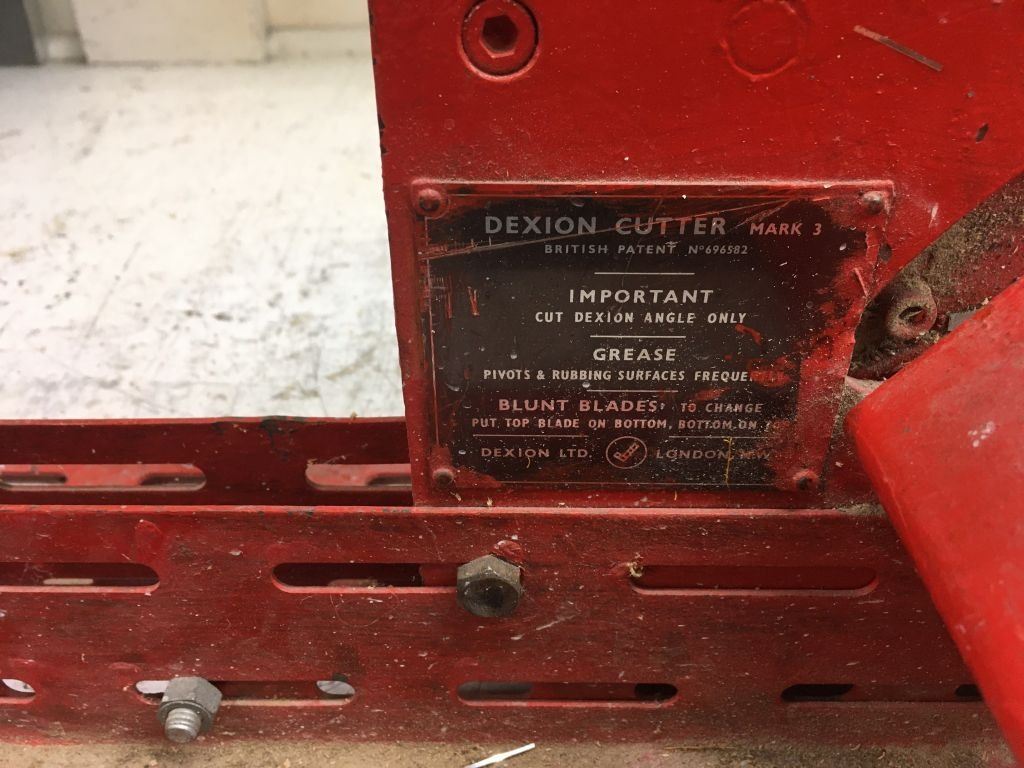 DEXION CUTTER MARK 3
BRITISH PATENT Nº696582
IMPORTANT
CUT DEXION ANGLE ONLY
GREASE
PIVOTS & RUBBING SURFACES
BLUNT BLADES: TO CHANGE
PUT TOP BLADE ON BOTTOM, BOTTOM ON
DEXION LTD. LONDON, N.W.